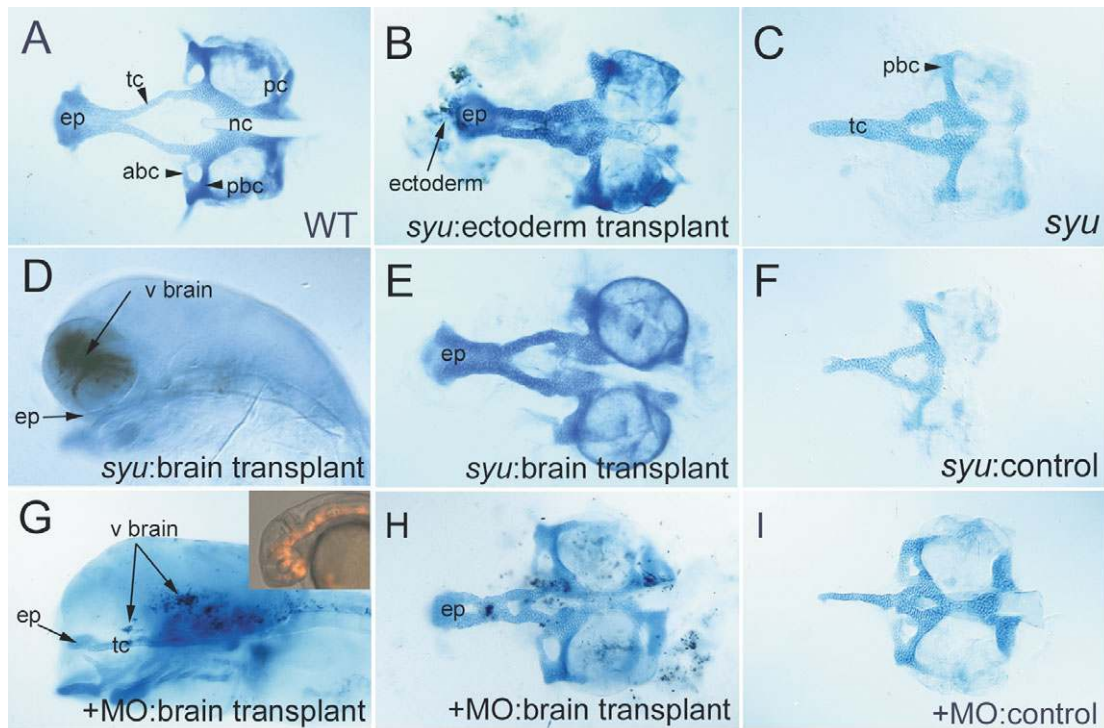 A
tc
ep
pc
nc
abc
pbc
WT
B
ep
ectoderm
syu:ectoderm transplant
C
pbc
tc
syu
D
v brain
ep
syu:brain transplant
E
ep
syu:brain transplant
F
syu:control
G
v brain
ep
tc
+MO:brain transplant
H
ep
+MO:brain transplant
I
+MO:control